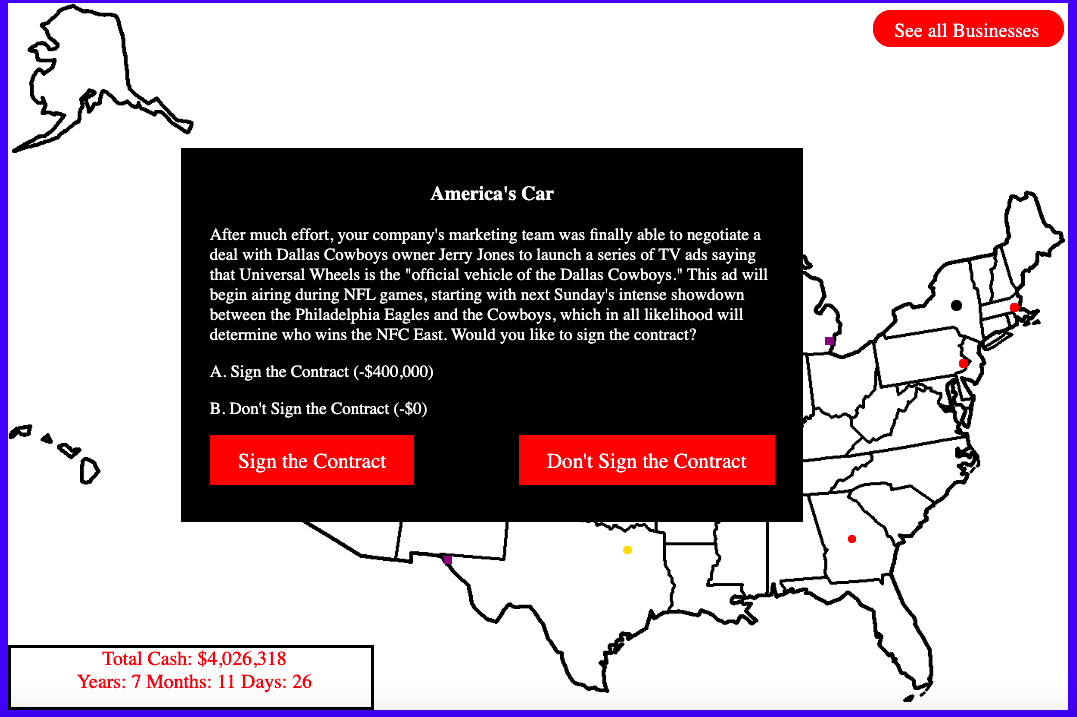 See all Businesses
America's Car
After much effort, your company's marketing team was finally able to negotiate a
deal with Dallas Cowboys owner Jerry Jones to launch a series of TV ads saying
that Universal Wheels is the "official vehicle of the Dallas Cowboys." This ad will
begin airing during NFL games, starting with next Sunday's intense showdown
between the Philadelphia Eagles and the Cowboys, which in all likelihood will
determine who wins the NFC East. Would you like to sign the contract?
A. Sign the Contract (-$400,000)
B. Don't Sign the Contract (-$0)
Sign the Contract
Don't Sign the Contract
Total Cash: $4,026,318
Years: 7 Months: 11 Days: 26